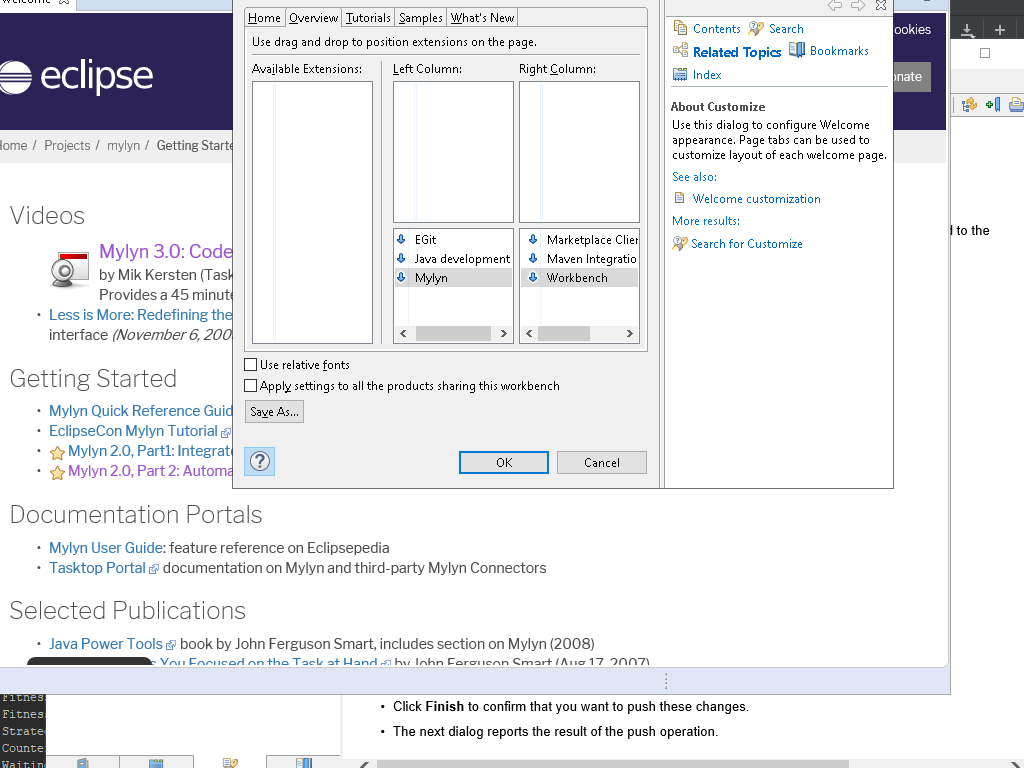 Welcome
eclipse
ookies
nate
Home / Projects / mylyn / Getting Starte
Videos
Mylyn 3.0: Code
by Mik Kersten (Task
Provides a 45 minute
• Less is More: Redefining the
interface (November 6, 200
Getting Started
• Mylyn Quick Reference Guid
• EclipseCon Mylyn Tutorial
• Mylyn 2.0, Part1: Integrat
• Mylyn 2.0, Part 2: Automa
Documentation Portals
• Mylyn User Guide: feature reference on Eclipsepedia
• Tasktop Portal documentation on Mylyn and third-party Mylyn Connectors
Selected Publications
• Java Power Tools book by John Ferguson Smart, includes section on Mylyn (2008)
s You Focused on the Task at Hand by John Ferguson Smart (Aug 17, 2007)
Home Overview Tutorials Samples What's New
Use drag and drop to position extensions on the page.
Available Extensions: Left Column: Right Column:
EGit
Java development
Mylyn
Marketplace Clier
Maven Integratio
Workbench
Use relative fonts
Apply settings to all the products sharing this workbench
Save As...
? OK Cancel
Contents Search
Related Topics Bookmarks
Index
About Customize
Use this dialog to configure Welcome
appearance. Page tabs can be used to
customize layout of each welcome page.
See also:
Welcome customization
More results:
Search for Customize
d to the
Fitnes
Fitnes
Strate
Counte
Waitin
• Click Finish to confirm that you want to push these changes.
• The next dialog reports the result of the push operation.